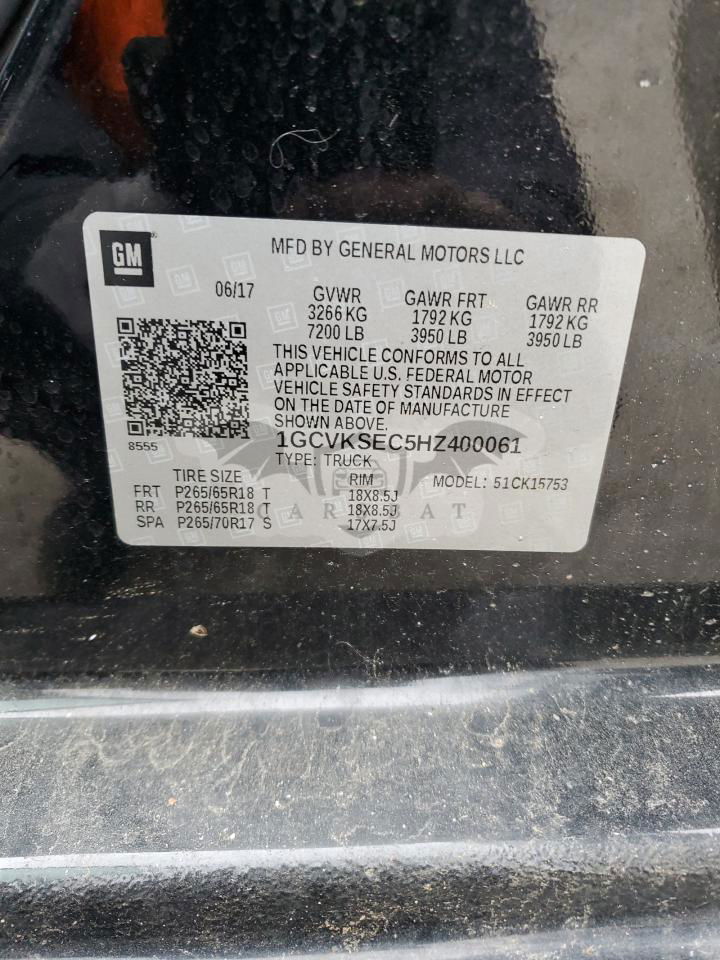 GM
MFD BY GENERAL MOTORS LLC
06/17
GVWR GAWR FRT GAWR RR
3266 KG 1792 KG 1792 KG
7200 LB 3950 LB 3950 LB
THIS VEHICLE CONFORMS TO ALL
APPLICABLE U.S. FEDERAL MOTOR
VEHICLE SAFETY STANDARDS IN EFFECT
ON THE DATE OF MANUFACTURE
SHOWN ABOVE.
8555
1GCVKSEC5HZ400061
TYPE: TRUCK
MODEL: 51CK15753
TIRE SIZE RIM
FRT P265/65R18 T 18X8.5J
RR P265/65R18 T 18X8.5J
SPA P265/70R17 S 17X7.5J
CAR BAT